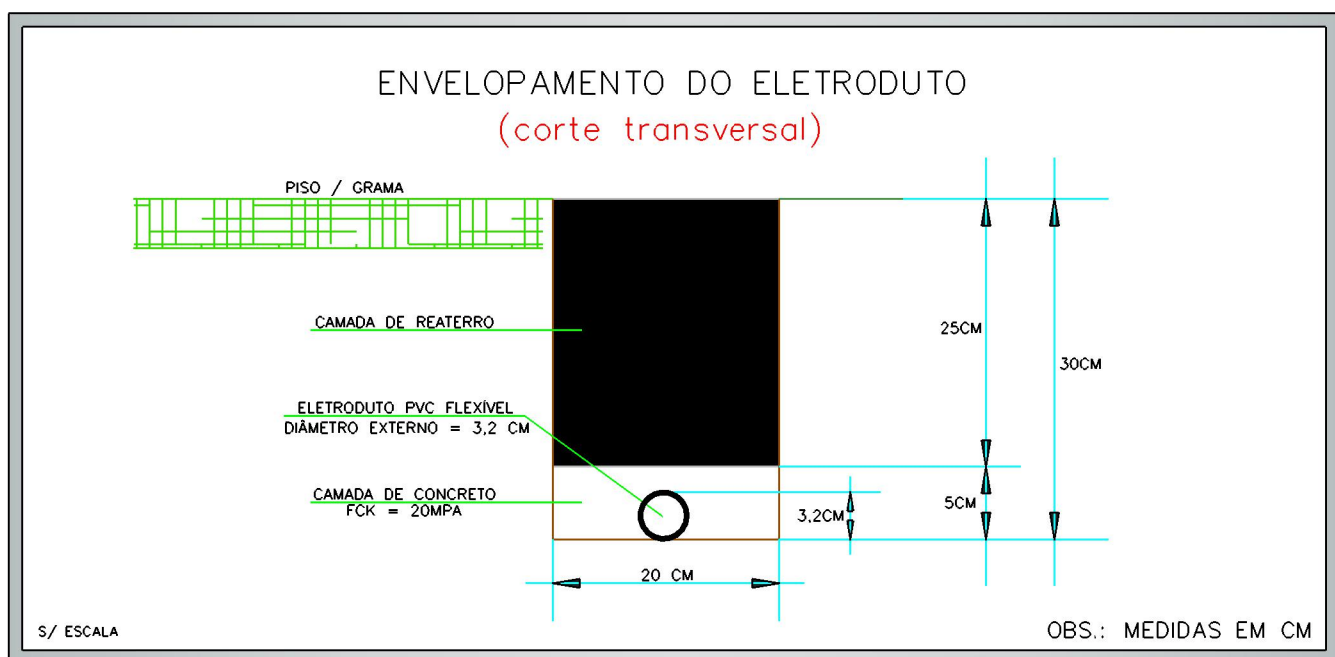 ENVELOPAMENTO DO ELETRODUTO
(corte transversal)
PISO / GRAMA
CAMADA DE REATERRO
25CM
30CM
ELETRODUTO PVC FLEXÍVEL
DIÂMETRO EXTERNO = 3,2 CM
CAMADA DE CONCRETO
FCK = 20MPA
3,2CM
5CM
20 CM
S/ ESCALA
OBS.: MEDIDAS EM CM